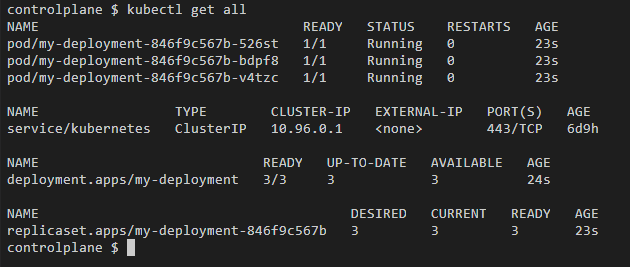 controlplane $ kubectl get all
NAME READY STATUS RESTARTS AGE
pod/my-deployment-846f9c567b-526st 1/1 Running 0 23s
pod/my-deployment-846f9c567b-bdpf8 1/1 Running 0 23s
pod/my-deployment-846f9c567b-v4tzc 1/1 Running 0 23s
NAME TYPE CLUSTER-IP EXTERNAL-IP PORT(S) AGE
service/kubernetes ClusterIP 10.96.0.1 <none> 443/TCP 6d9h
NAME READY UP-TO-DATE AVAILABLE AGE
deployment.apps/my-deployment 3/3 3 3 24s
NAME DESIRED CURRENT READY AGE
replicaset.apps/my-deployment-846f9c567b 3 3 3 23s
controlplane $